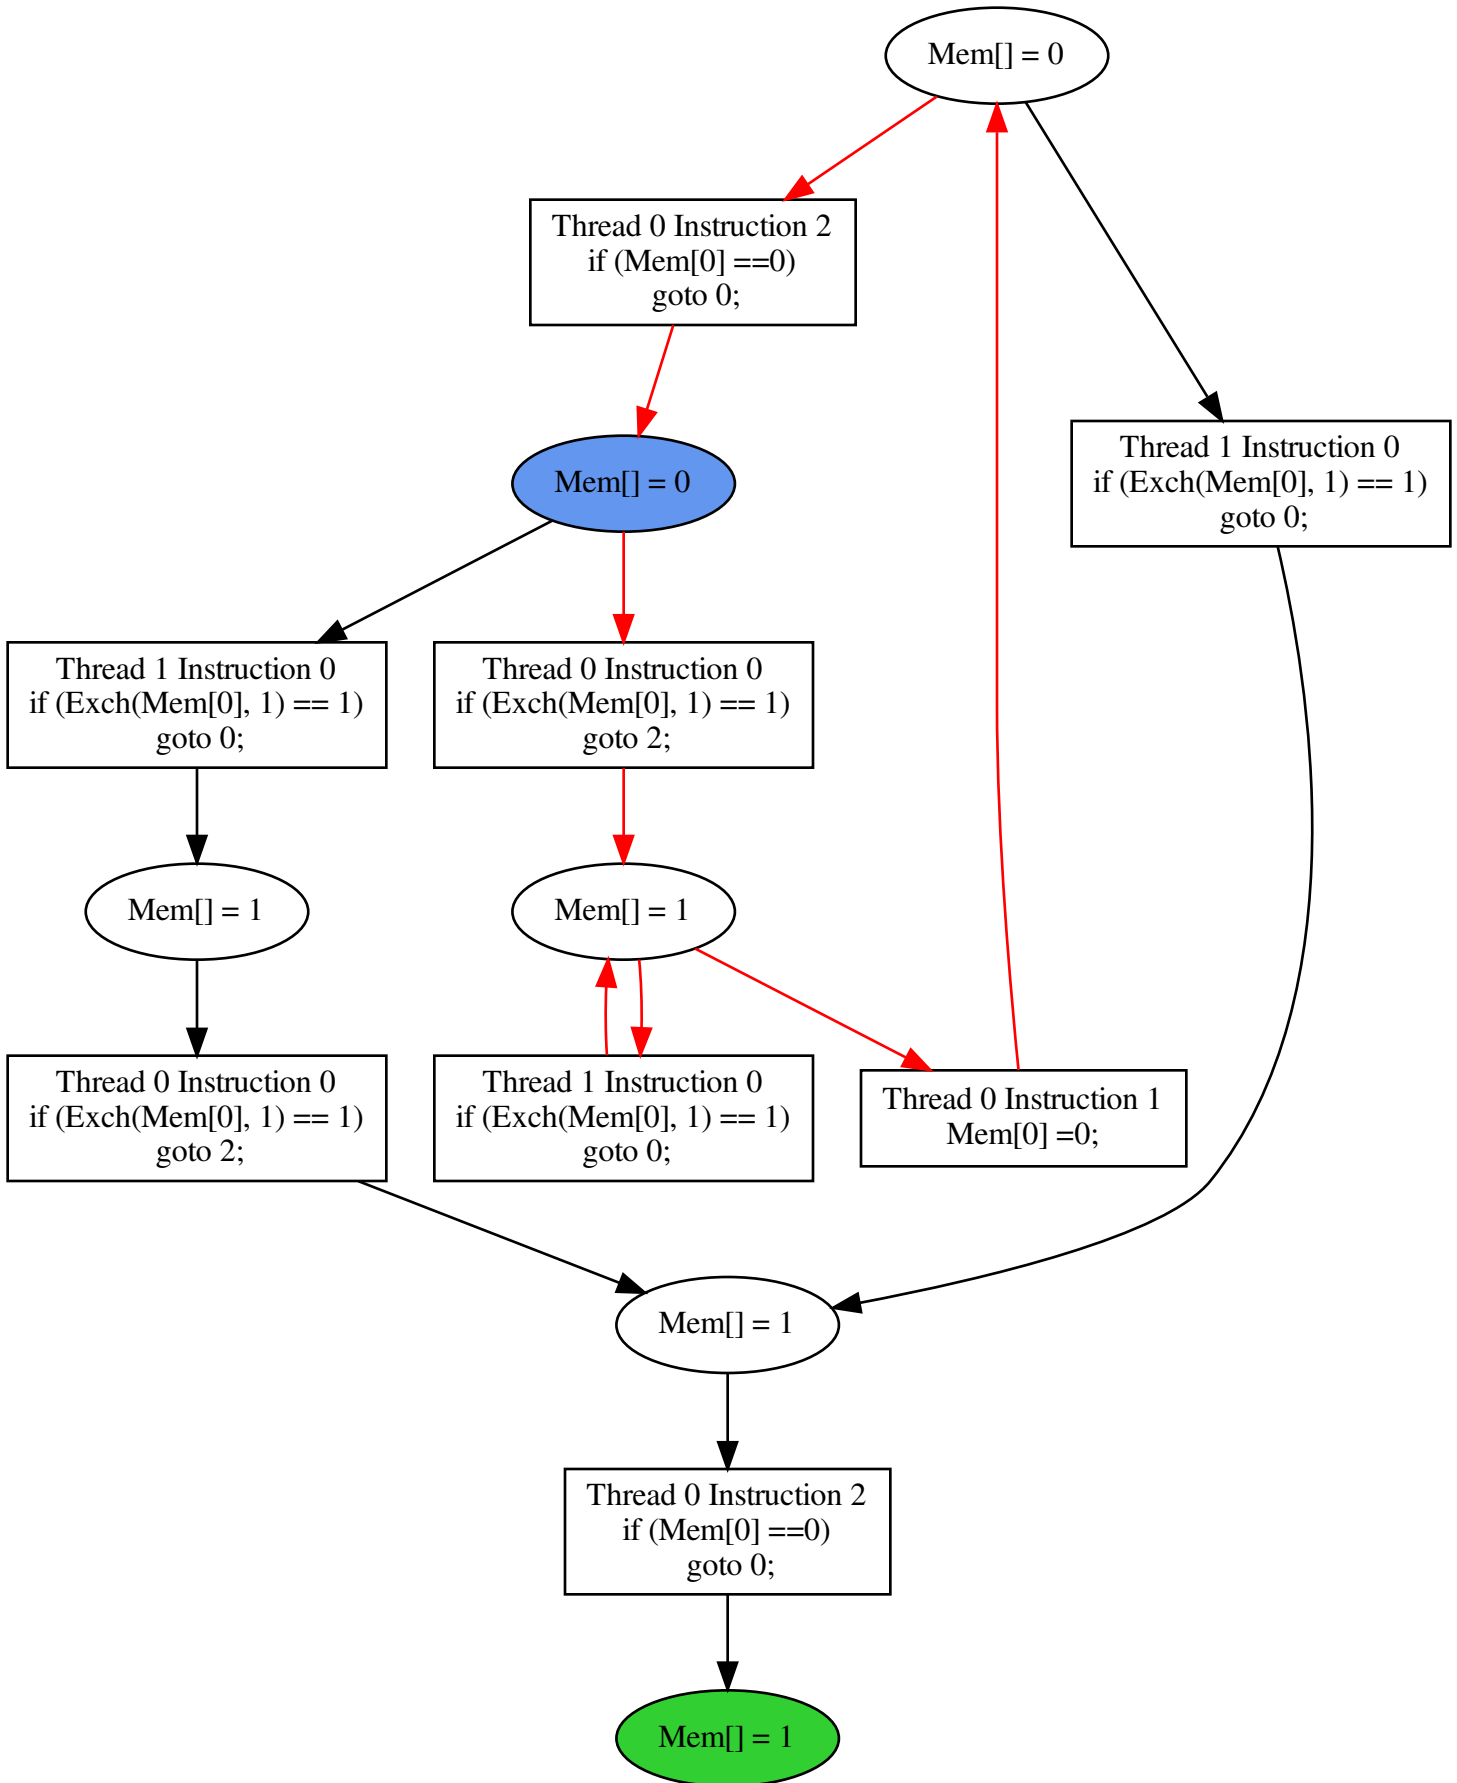 Mem[] = 0
Thread 0 Instruction 2
if (Mem[0] ==0)
goto 0;
Mem[] = 0
Thread 1 Instruction 0
if (Exch(Mem[0], 1) == 1)
goto 0;
Thread 1 Instruction 0
if (Exch(Mem[0], 1) == 1)
goto 0;
Thread 0 Instruction 0
if (Exch(Mem[0], 1) == 1)
goto 2;
Mem[] = 1
Mem[] = 1
Thread 0 Instruction 0
if (Exch(Mem[0], 1) == 1)
goto 2;
Thread 1 Instruction 0
if (Exch(Mem[0], 1) == 1)
goto 0;
Thread 0 Instruction 1
Mem[0] =0;
Mem[] = 1
Thread 0 Instruction 2
if (Mem[0] ==0)
goto 0;
Mem[] = 1